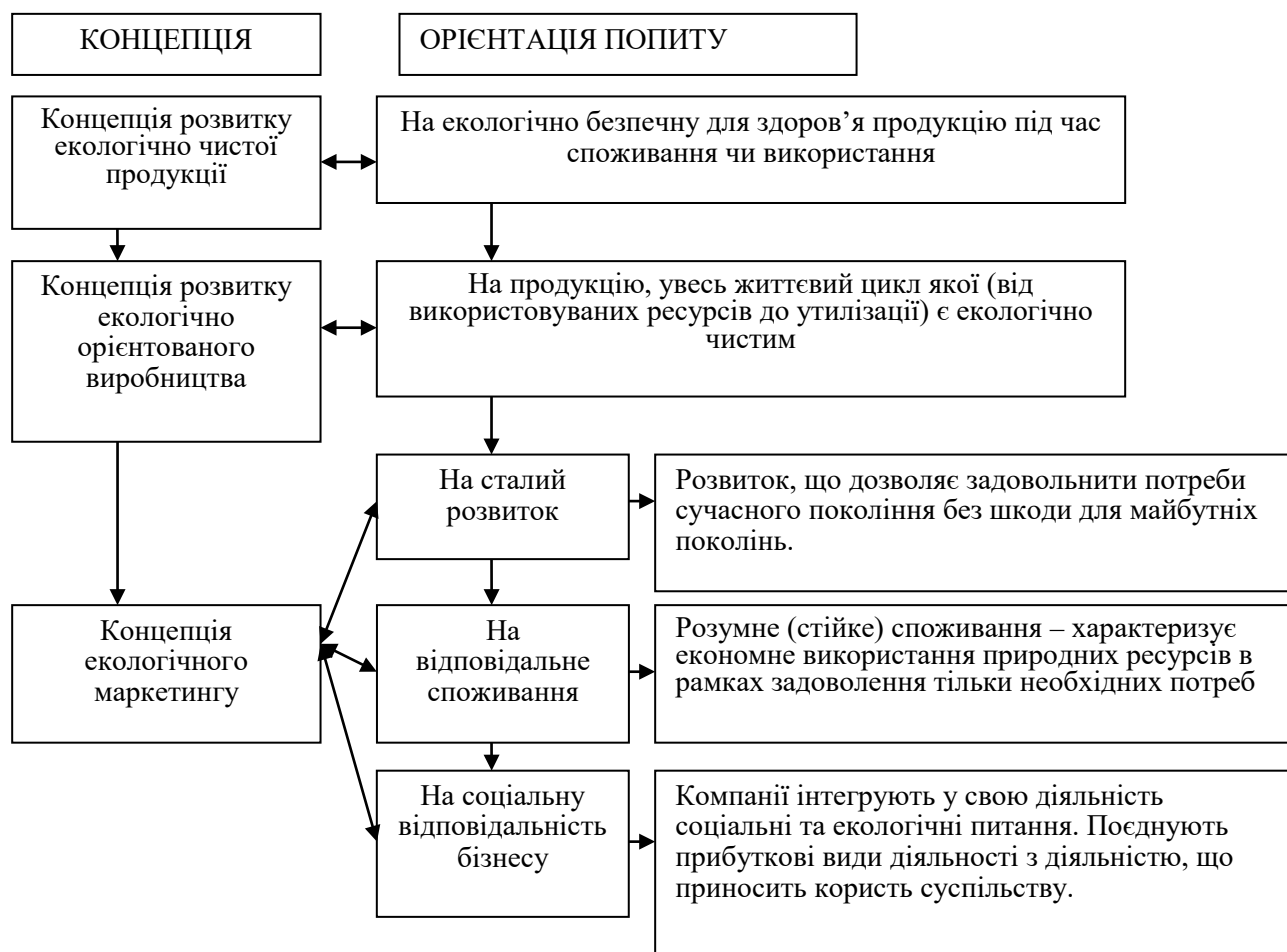 КОНЦЕПЦІЯ
ОРІЄНТАЦІЯ ПОПИТУ
Концепція розвитку
екологічно чистої
продукції
На екологічно безпечну для здоров’я продукцію під час
споживання чи використання
Концепція розвитку
екологічно
орієнтованого
виробництва
На продукцію, увесь життєвий цикл якої (від
використовуваних ресурсів до утилізації) є екологічно
чистим
На сталий
розвиток
Розвиток, що дозволяє задовольнити потреби
сучасного покоління без шкоди для майбутніх
поколінь.
Концепція
екологічного
маркетингу
На
відповідальне
споживання
Розумне (стійке) споживання – характеризує
економне використання природних ресурсів в
рамках задоволення тільки необхідних потреб
На соціальну
відповідальність
бізнесу
Компанії інтегрують у свою діяльність
соціальні та екологічні питання. Поєднують
прибуткові види діяльності з діяльністю, що
приносить користь суспільству.